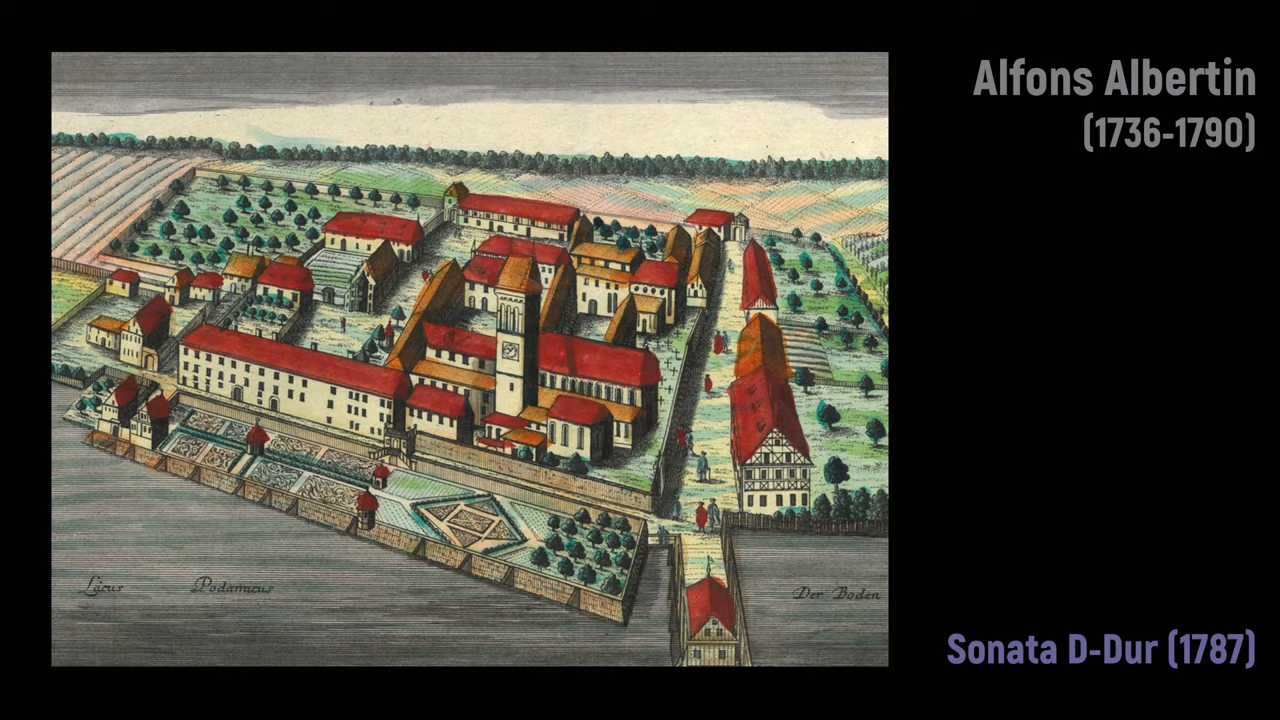 Alfons Albertin
(1736-1790)
Lacus Podamicus
Der Boden
Sonata D-Dur (1787)